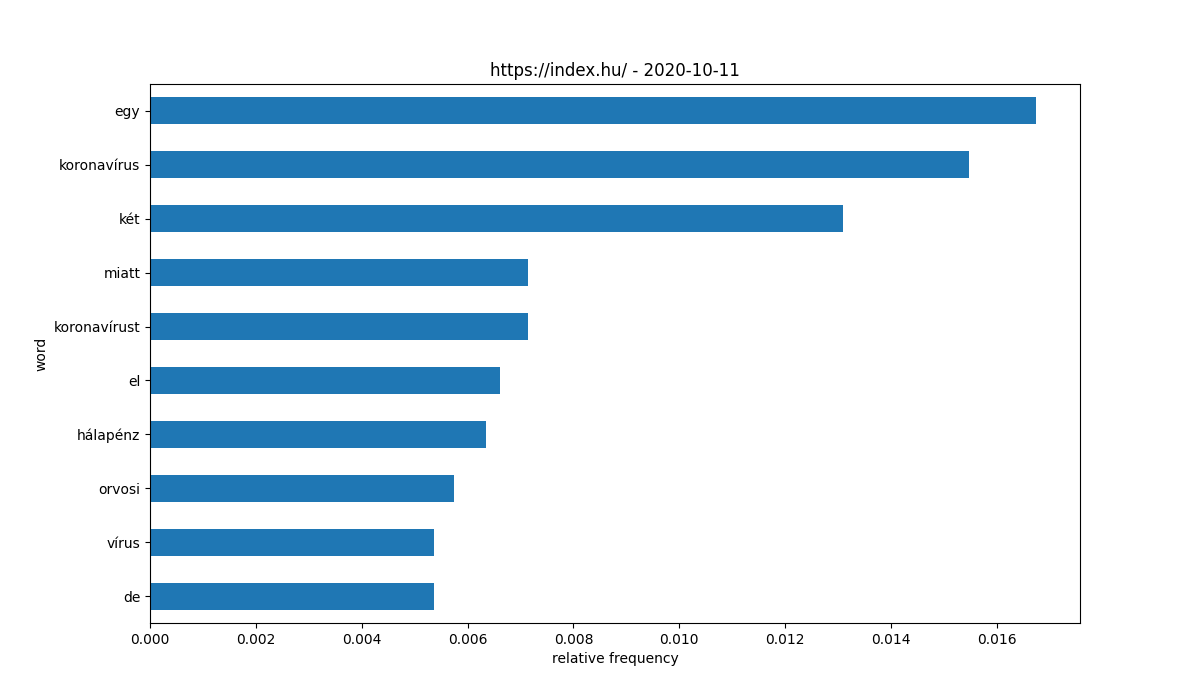 https://index.hu/ - 2020-10-11
egy
koronavírus
két
miatt
koronavírust
el
hálapénz
orvosi
vírus
de
word
0.000 0.002 0.004 0.006 0.008 0.010 0.012 0.014 0.016
relative frequency